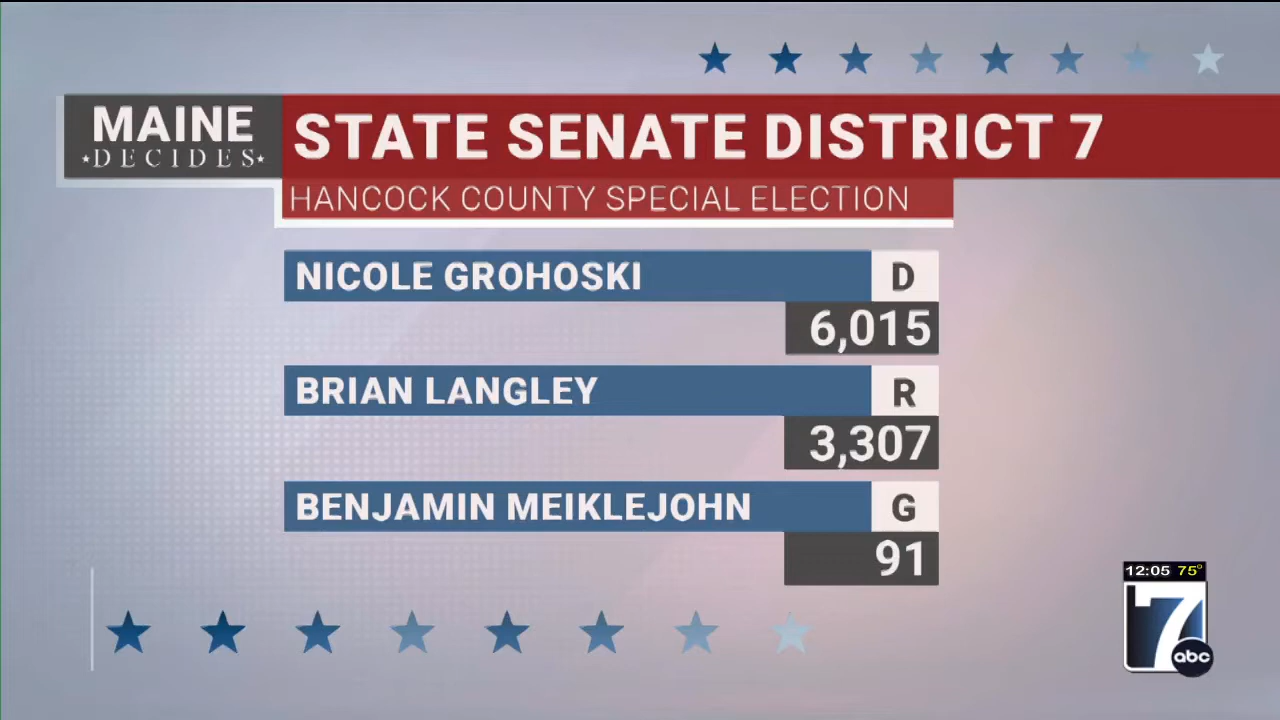 MAINE
DECIDES
STATE SENATE DISTRICT 7
HANCOCK COUNTY SPECIAL ELECTION
NICOLE GROHOSKI D
6,015
BRIAN LANGLEY R
3,307
BENJAMIN MEIKLEJOHN G
91
12:05 75°
7
abc